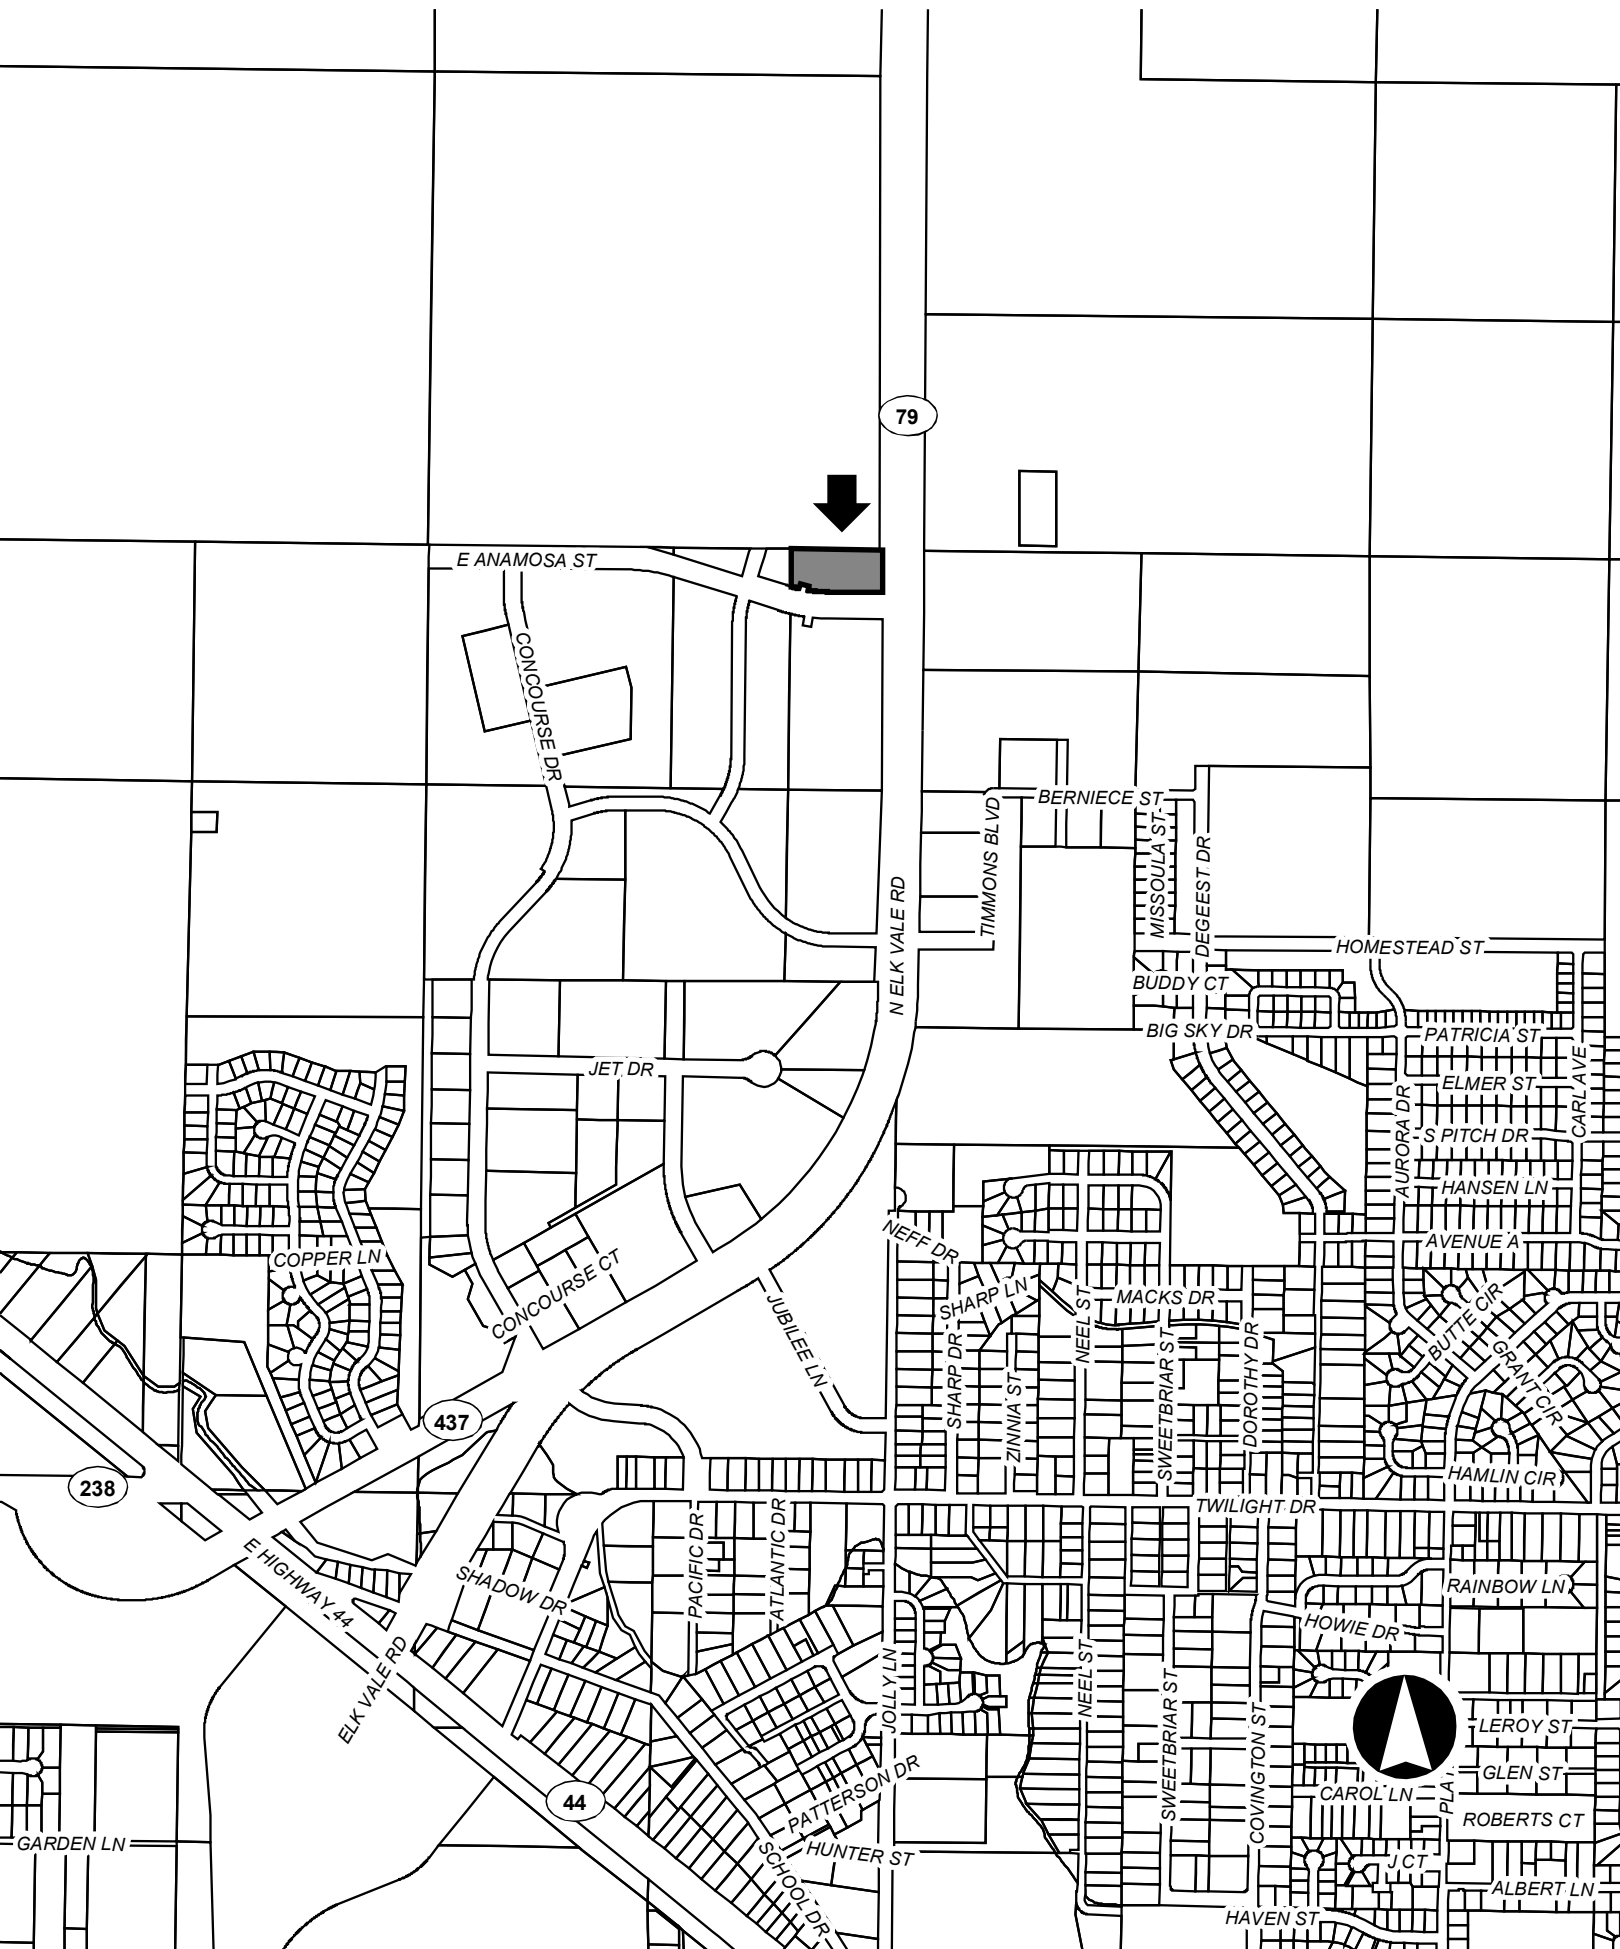 79
E ANAMOSA ST
CONCOURSE DR
BERNIECE ST
TIMMONS BLVD
MISSOULA ST
DEGEEST DR
N ELK VALE RD
HOMESTEAD ST
BUDDY CT
BIG SKY DR
PATRICIA ST
JET DR
ELMER ST
CARL AVE
AURORA DR
S PITCH DR
HANSEN LN
NEFF DR
AVENUE A
COPPER LN
CONCOURSE CT
SHARP LN
MACKS DR
JUBILEE LN
NEEL ST
BUTTE CIR
SHARP DR
SWEETBRIAR ST
DOROTHY DR
GRANT CIR
ZINNIA ST
437
238
HAMLIN CIR
TWILIGHT DR
PACIFIC DR
ATLANTIC DR
E HIGHWAY 44
SHADOW DR
RAINBOW LN
HOWIE DR
ELK VALE RD
JOLLY LN
NEEL ST
SWEETBRIAR ST
COVINGTON ST
LEROY ST
GLEN ST
PLA
CAROL LN
44
PATTERSON DR
ROBERTS CT
GARDEN LN
HUNTER ST
SCHOOL DR
J CT
ALBERT LN
HAVEN ST